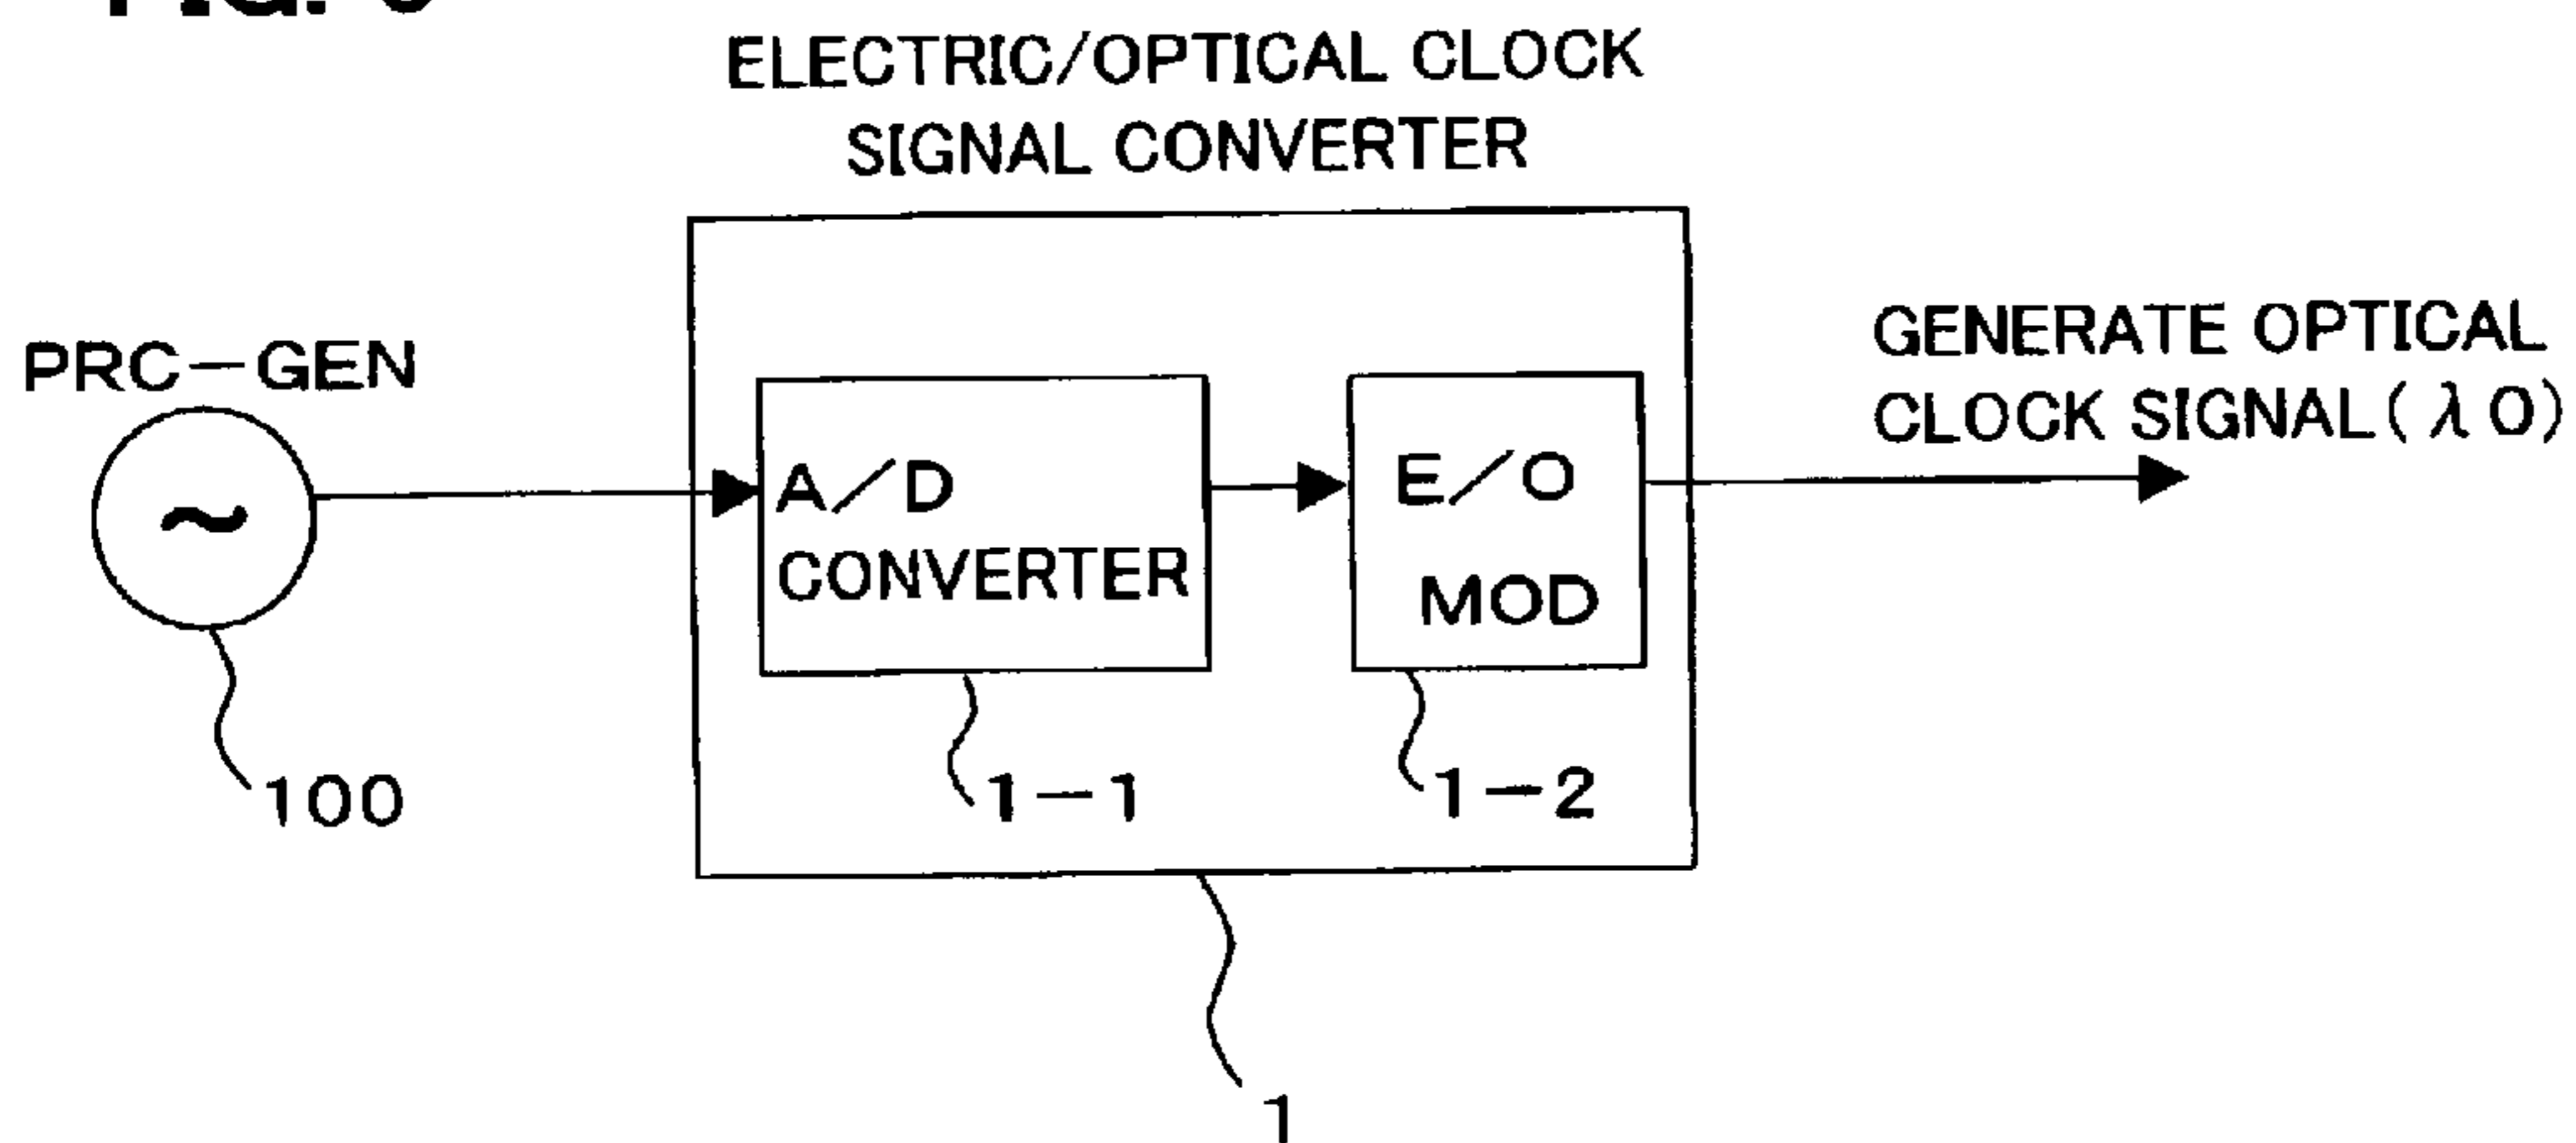 ELECTRIC/OPTICAL CLOCK
SIGNAL CONVERTER
PRC-GEN
~
100
A/D
CONVERTER
1-1
E/O
MOD
1-2
GENERATE OPTICAL
CLOCK SIGNAL(λ0)
1